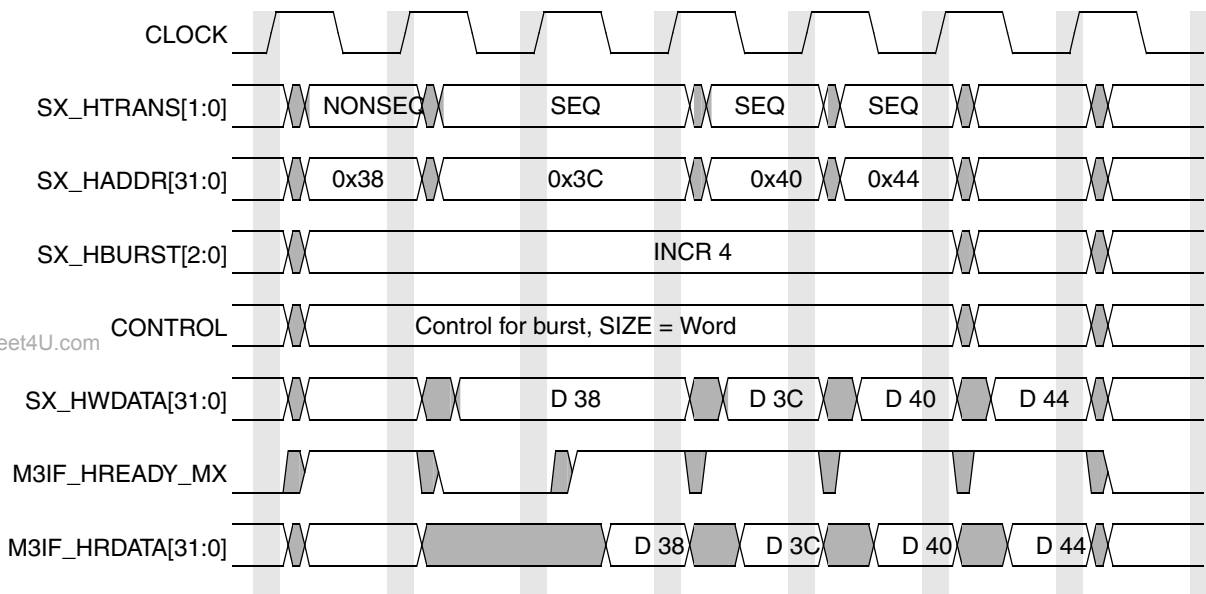 CLOCK
SX_HTRANS[1:0] NONSEQ SEQ SEQ SEQ
SX_HADDR[31:0] 0x38 0x3C 0x40 0x44
SX_HBURST[2:0] INCR 4
CONTROL Control for burst, SIZE = Word
eet4U.com
SX_HWDATA[31:0] D 38 D 3C D 40 D 44
M3IF_HREADY_MX
M3IF_HRDATA[31:0] D 38 D 3C D 40 D 44